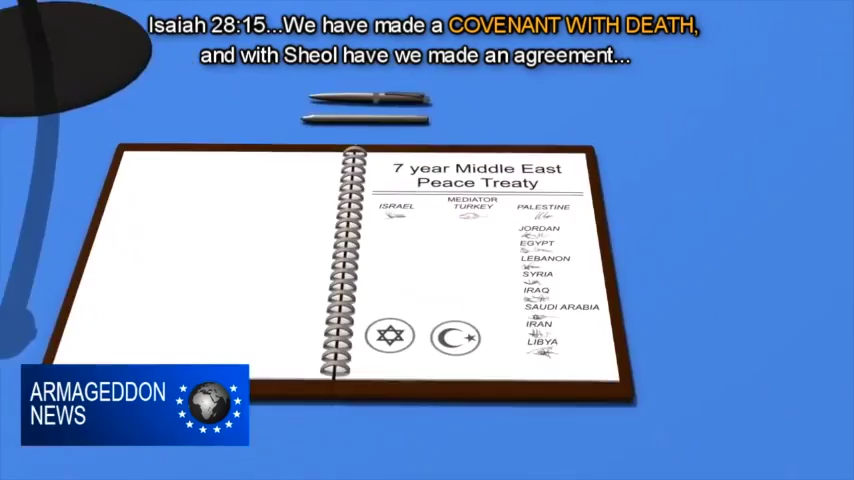 Isaiah 28:15...We have made a COVENANT WITH DEATH,
and with Sheol have we made an agreement...
7 year Middle East
Peace Treaty
ISRAEL
MEDIATOR
TURKEY
PALESTINE
JORDAN
EGYPT
LEBANON
SYRIA
IRAQ
SAUDI ARABIA
IRAN
LIBYA
ARMAGEDDON
NEWS